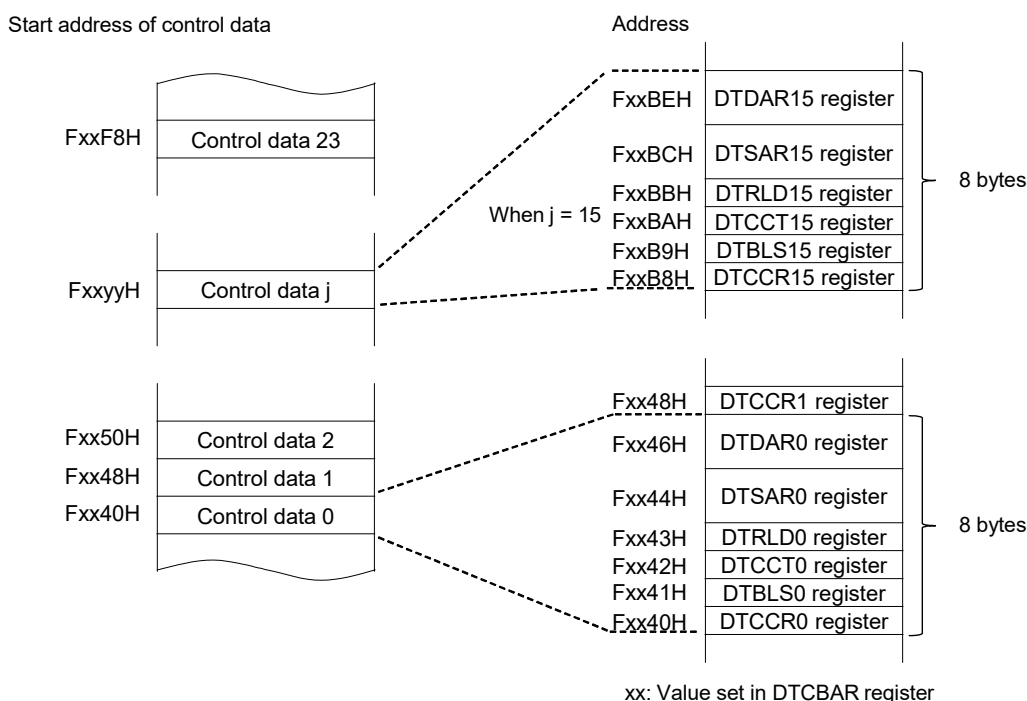 Start address of control data
FxxF8H Control data 23
FxxyyH Control data j
Fxx50H Control data 2
Fxx48H Control data 1
Fxx40H Control data 0
When j = 15
Address
FxxBEH DTDAR15 register
FxxBCH DTSAR15 register
FxxBBH DTRLD15 register
FxxBAH DTCCT15 register
FxxB9H DTBLS15 register
FxxB8H DTCCR15 register
8 bytes
Fxx48H DTCCR1 register
Fxx46H DTDAR0 register
Fxx44H DTSAR0 register
Fxx43H DTRLD0 register
Fxx42H DTCCT0 register
Fxx41H DTBLS0 register
Fxx40H DTCCR0 register
8 bytes
xx: Value set in DTCBAR register